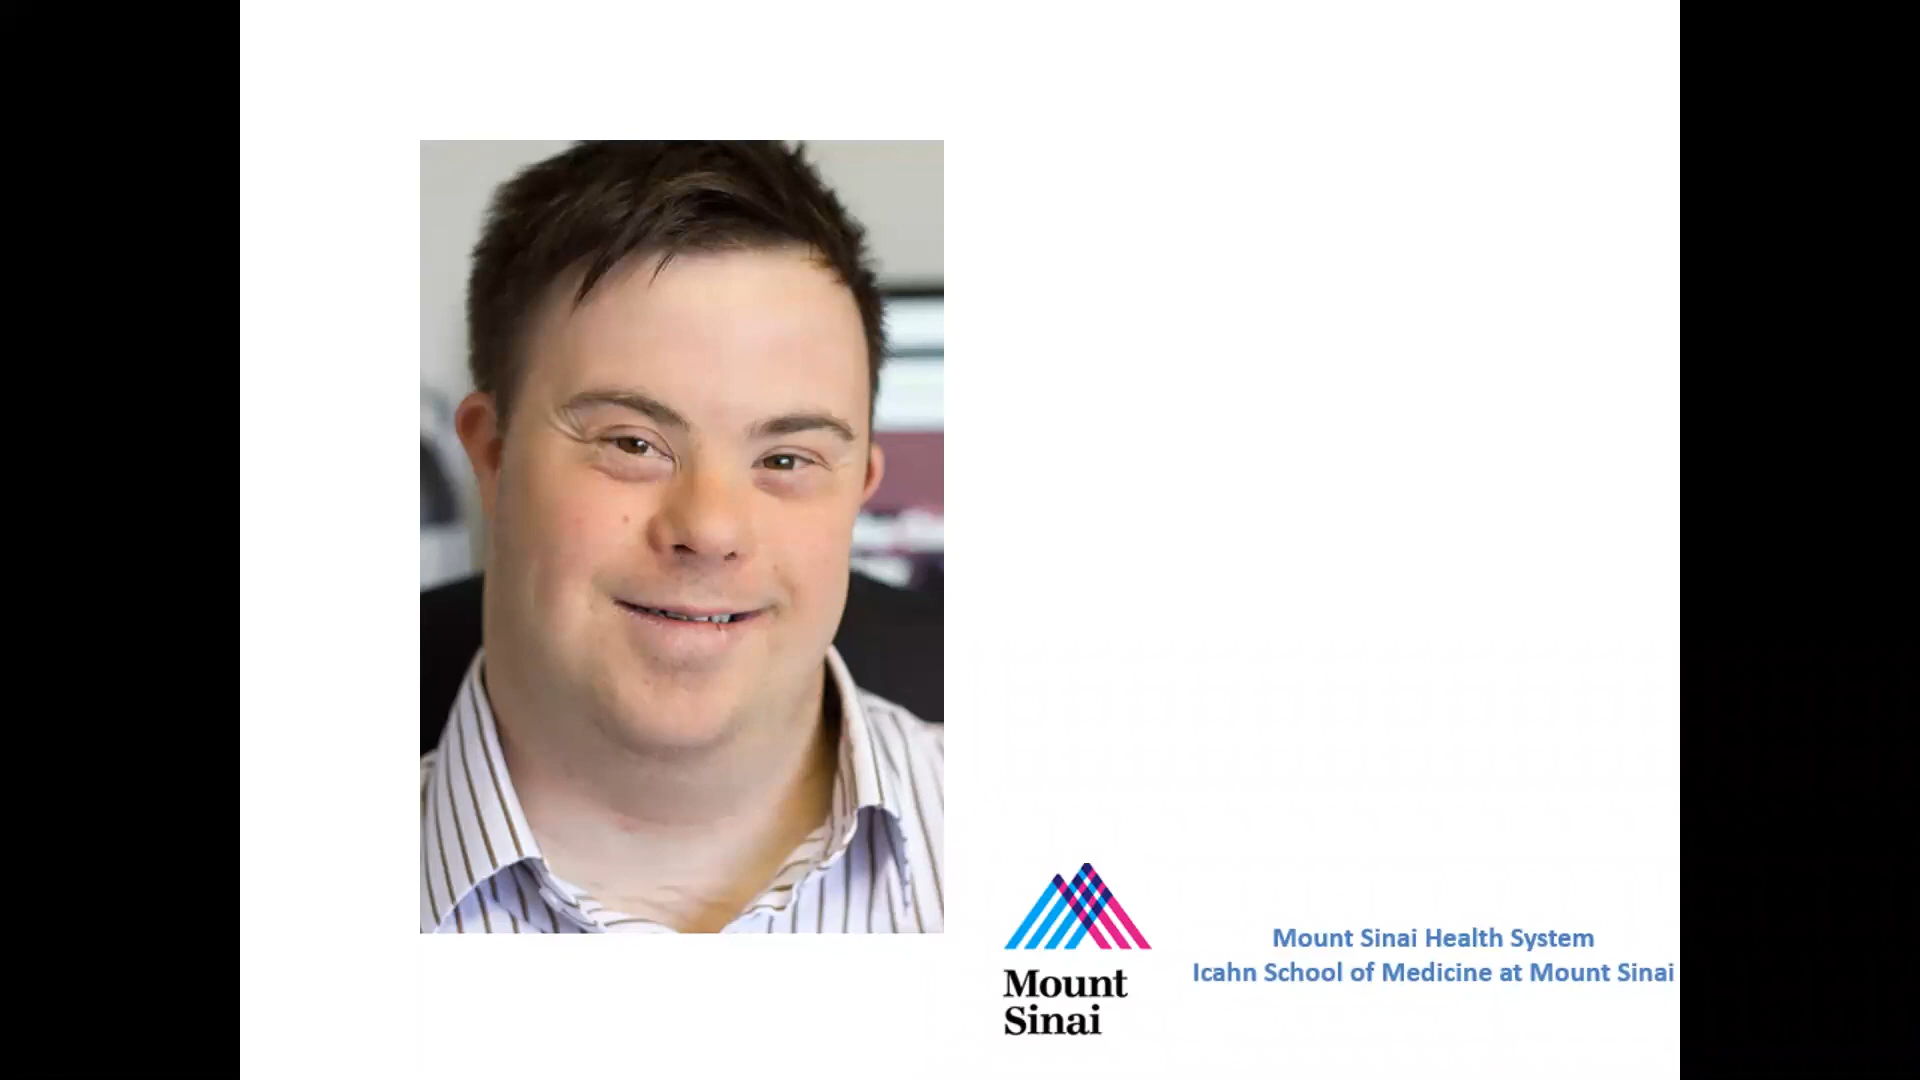 Mount
Sinai
Mount Sinai Health System
Icahn School of Medicine at Mount Sinai